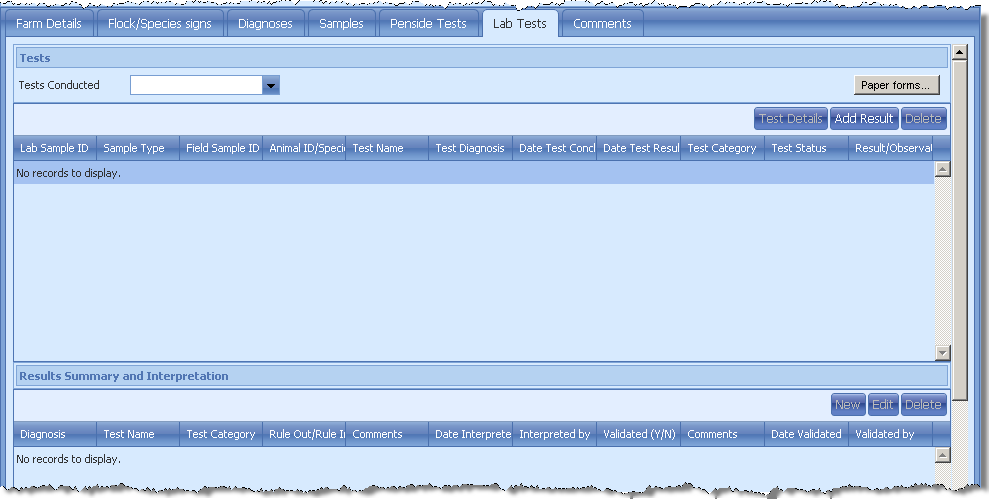 Farm Details Flock/Species signs Diagnoses Samples Penside Tests Lab Tests Comments
Tests
Tests Conducted Paper forms...
Test Details Add Result Delete
Lab Sample ID Sample Type Field Sample ID Animal ID/Speci Test Name Test Diagnosis Date Test Concl Date Test Resul Test Category Test Status Result/Observat
No records to display.
Results Summary and Interpretation
New Edit Delete
Diagnosis Test Name Test Category Rule Out/Rule I Comments Date Interprete Interpreted by Validated (Y/N) Comments Date Validated Validated by
No records to display.